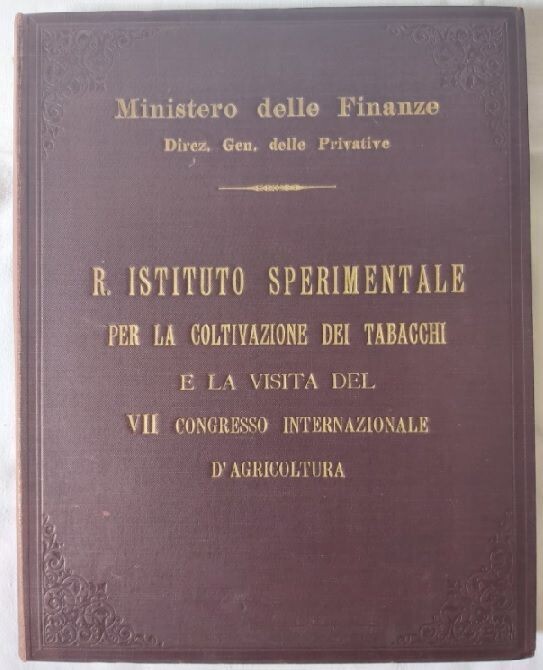 Ministero delle Finanze
Direz. Gen. delle Privative
R. ISTITUTO SPERIMENTALE
PER LA COLTIVAZIONE DEI TABACCHI
E LA VISITA DEL
VII CONGRESSO INTERNAZIONALE
D'AGRICOLTURA